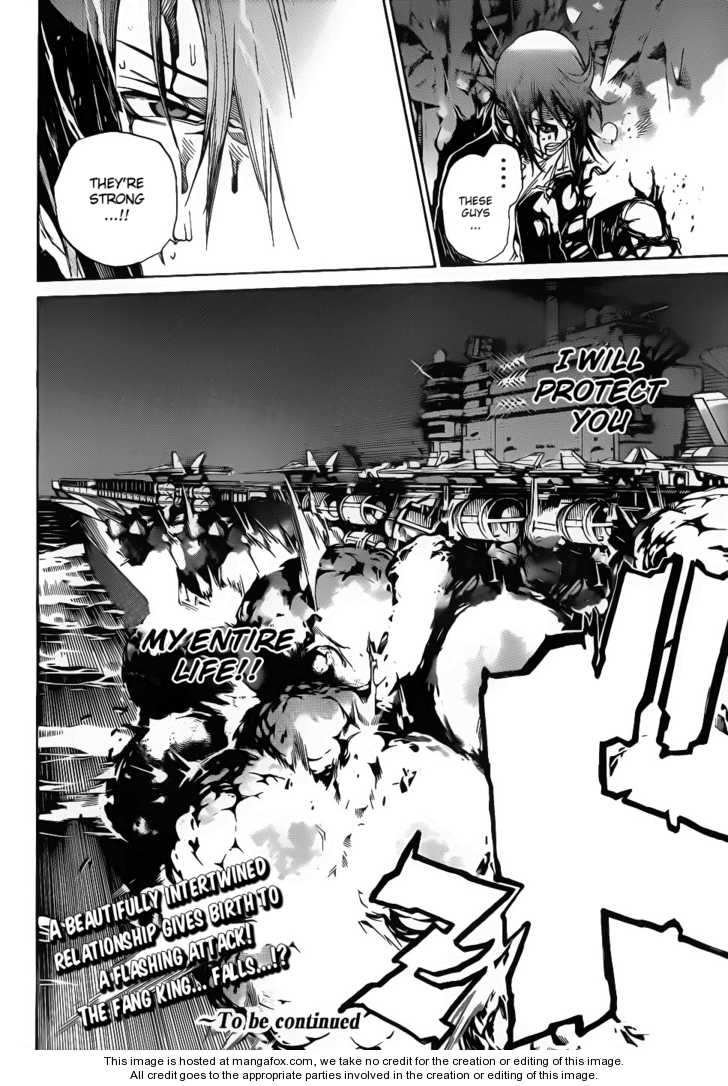 ....
THESE
GUYS
...
THEY'RE
STRONG
...!!
I WILL
PROTECT
YOU
MY ENTIRE
LIFE!!
A BEAUTIFULLY INTERTWINED
RELATIONSHIP GIVES BIRTH TO
A FLASHING ATTACK!
THE FANG KING... FALLS...!?
~To be continued
This image is hosted at mangafox.com, we take no credit for the creation or editing of this image.
All credit goes to the appropriate parties involved in the creation or editing of this image.